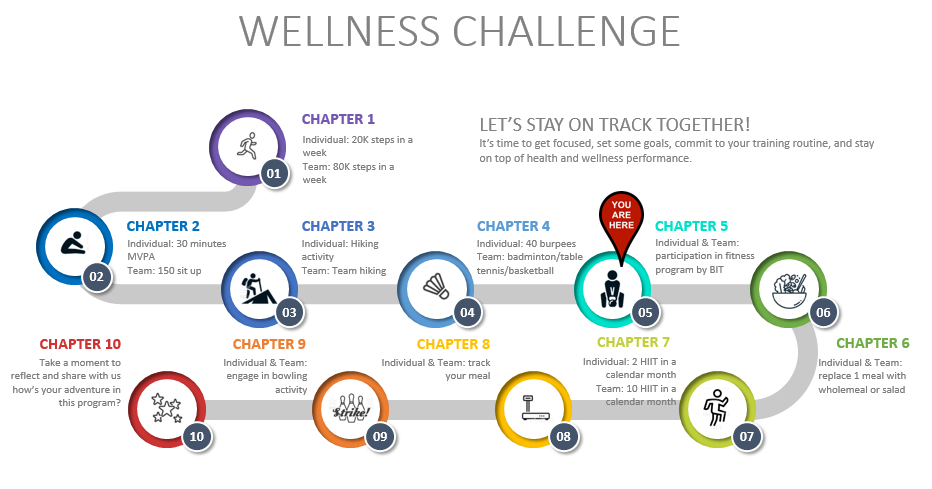 WELLNESS CHALLENGE
CHAPTER 1
Individual: 20K steps in a
week
Team: 80K steps in a
week
01
LET'S STAY ON TRACK TOGETHER!
It's time to get focused, set some goals, commit to your training routine, and stay
on top of health and wellness performance.
CHAPTER 2
Individual: 30 minutes
MVPA
Team: 150 sit up
02
CHAPTER 3
Individual: Hiking
activity
Team: Team hiking
03
CHAPTER 4
Individual: 40 burpees
Team: badminton/table
tennis/basketball
04
YOU
ARE
HERE
CHAPTER 5
Individual & Team:
participation in fitness
program by BIT
05
06
CHAPTER 6
Individual & Team:
replace 1 meal with
wholemeal or salad
CHAPTER 7
Individual: 2 HIIT in a
calendar month
Team: 10 HIIT in a
calendar month
07
CHAPTER 8
Individual & Team: track
your meal
08
CHAPTER 9
Individual & Team:
engage in bowling
activity
Strike!
09
CHAPTER 10
Take a moment to
reflect and share with us
how's your adventure in
this program?
10